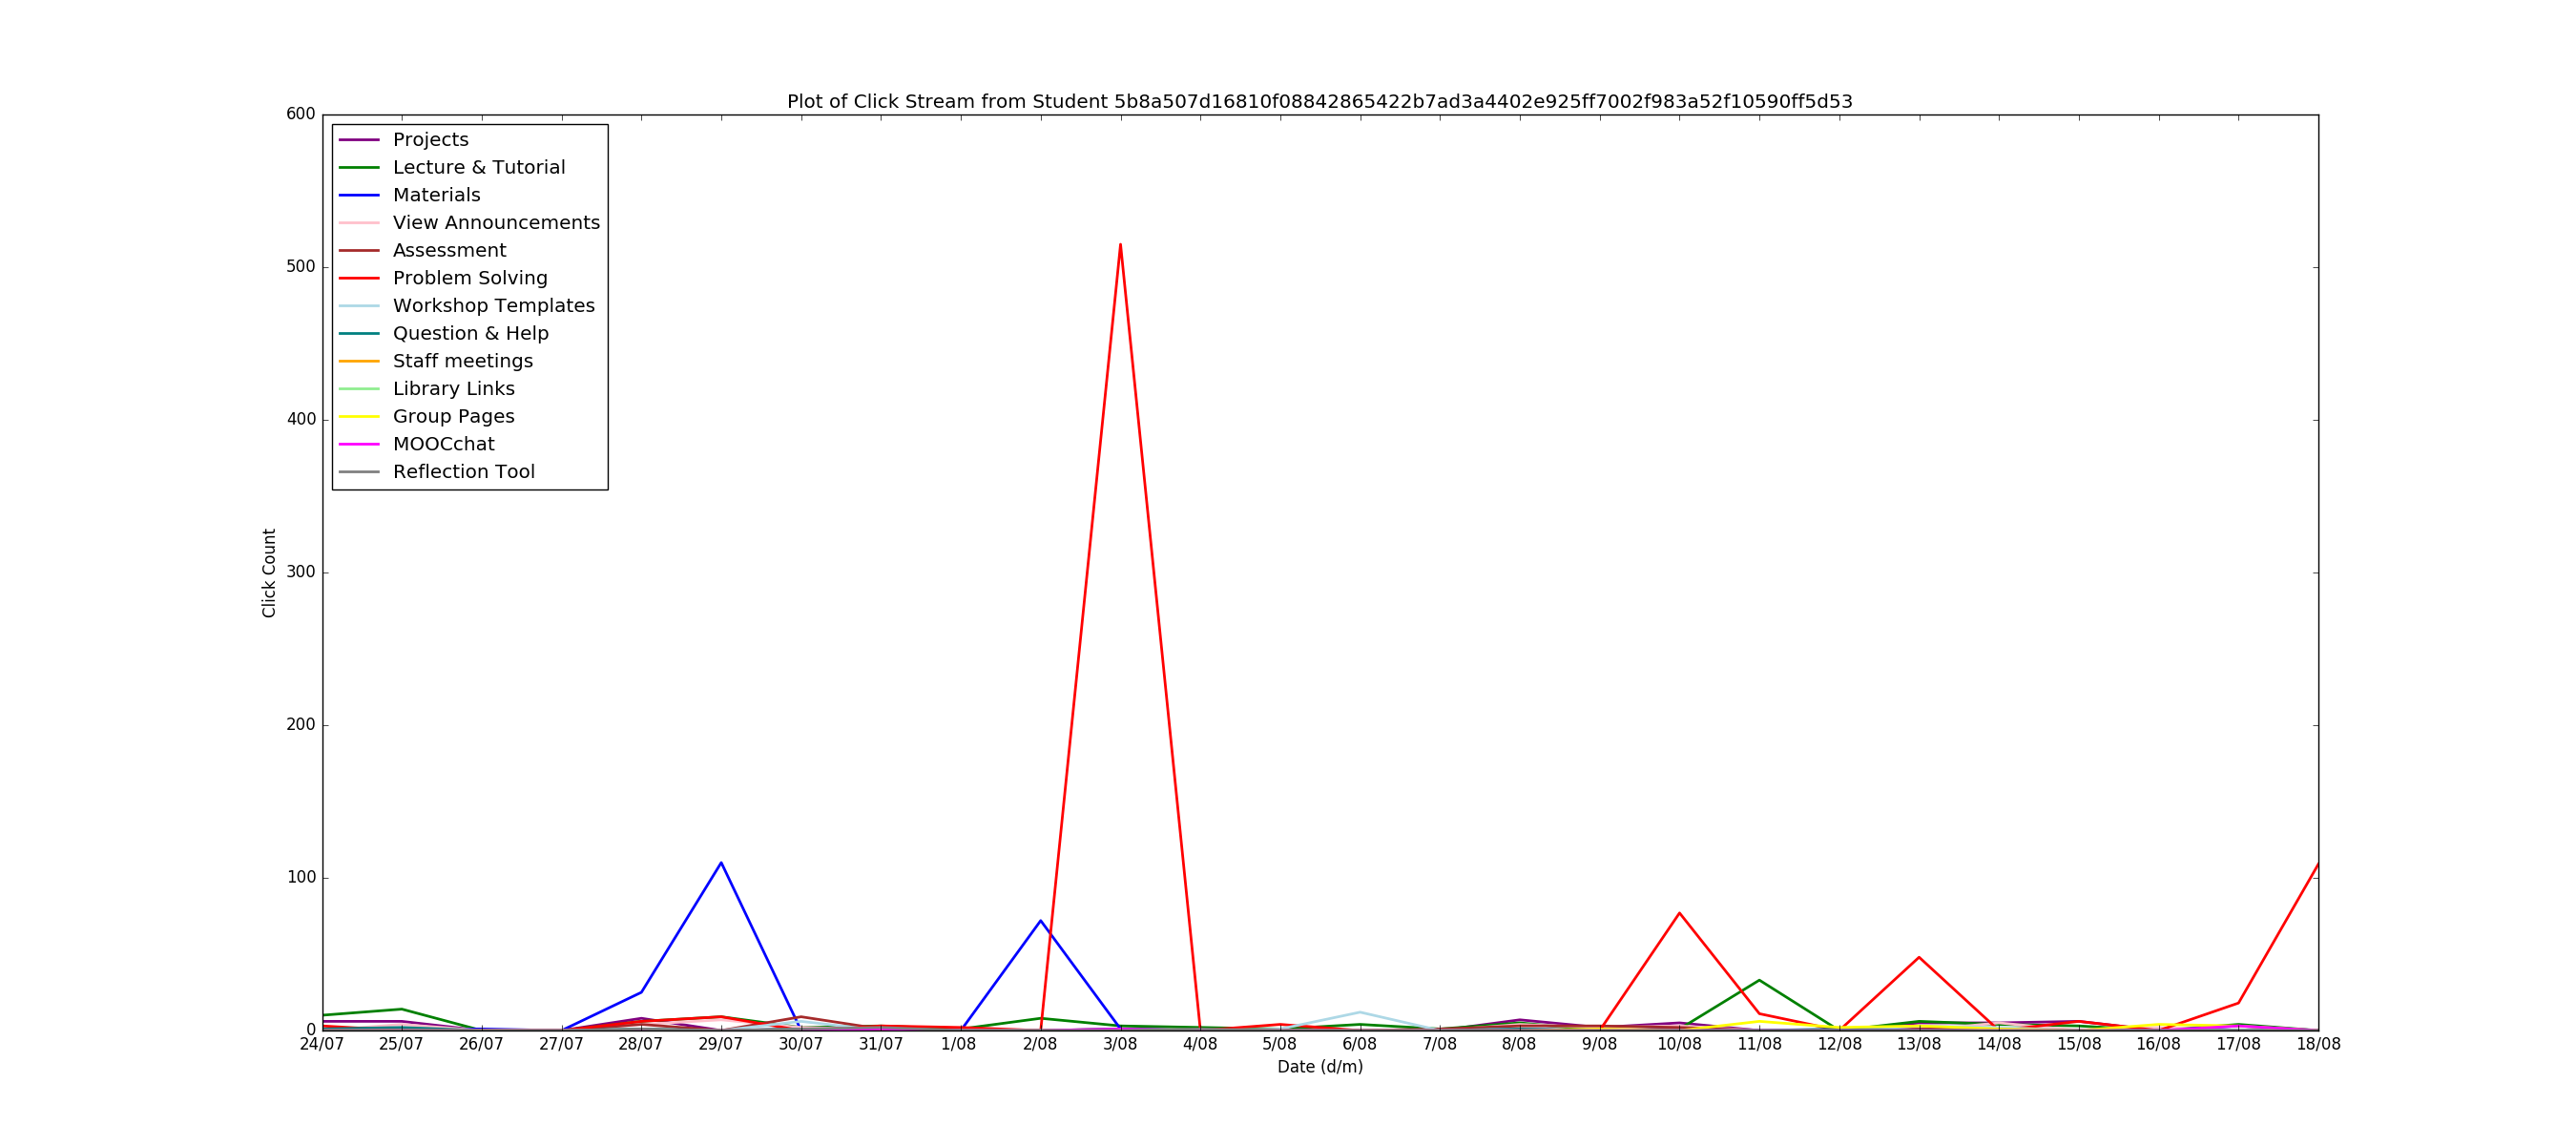 Plot of Click Stream from Student 5b8a507d16810f08842865422b7ad3a4402e925ff7002f983a52f10590ff5d53
600
500
400
300
200
100
0
Click Count
Projects
Lecture & Tutorial
Materials
View Announcements
Assessment
Problem Solving
Workshop Templates
Question & Help
Staff meetings
Library Links
Group Pages
MOOCchat
Reflection Tool
24/07 25/07 26/07 27/07 28/07 29/07 30/07 31/07 1/08 2/08 3/08 4/08 5/08 6/08 7/08 8/08 9/08 10/08 11/08 12/08 13/08 14/08 15/08 16/08 17/08 18/08
Date (d/m)